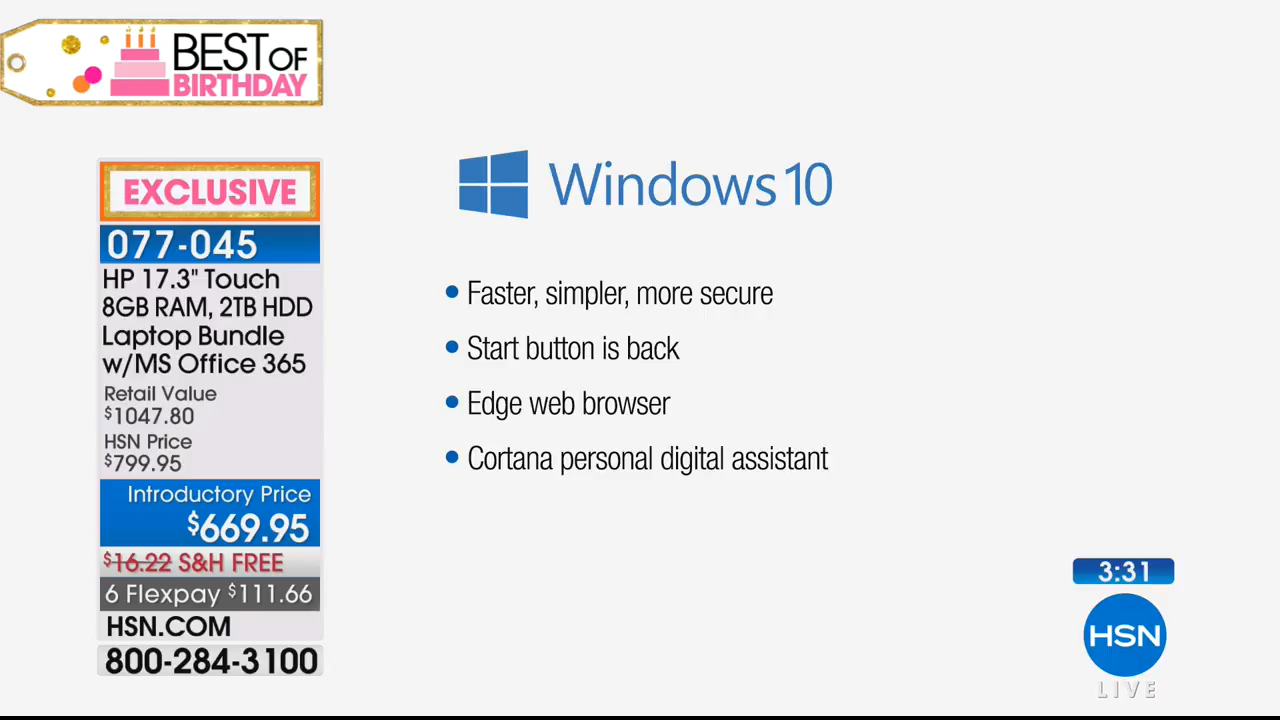 BEST OF
BIRTHDAY
EXCLUSIVE
077-045
HP 17.3" Touch
8GB RAM, 2TB HDD
Laptop Bundle
w/MS Office 365
Retail Value
$1047.80
HSN Price
$799.95
Introductory Price
$669.95
$16.22 S&H FREE
6 Flexpay $111.66
HSN.COM
800-284-3100
Windows 10
• Faster, simpler, more secure
• Start button is back
• Edge web browser
• Cortana personal digital assistant
3:31
HSN
LIVE